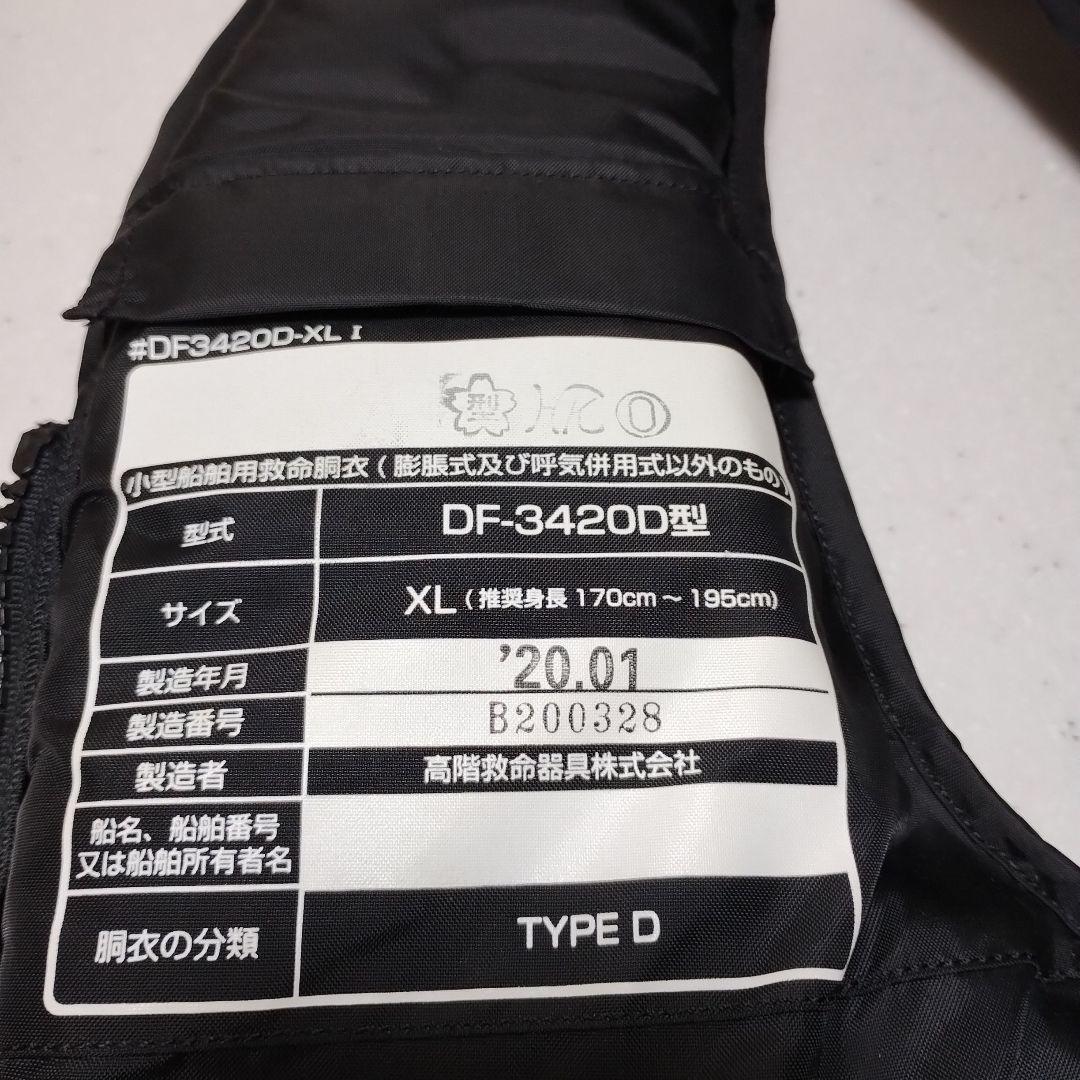 #DF3420D-XL I
型 HK 0
小型船舶用救命胴衣 (膨脹式及び呼気併用式以外のもの)
型式 DF-3420D型
サイズ XL (推奨身長 170cm ~ 195cm)
製造年月 '20.01
製造番号 B200328
製造者 高階救命器具株式会社
船名、船舶番号
又は船舶所有者名
胴衣の分類 TYPE D